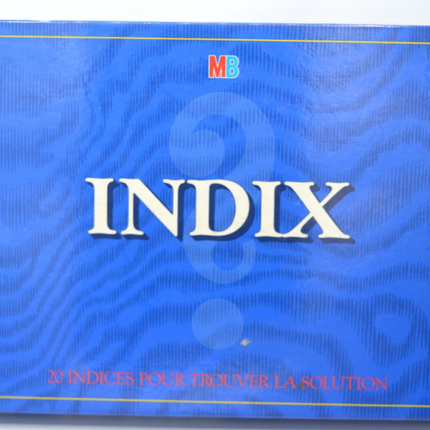 MB
INDIX
20 INDICES POUR TROUVER LA SOLUTION